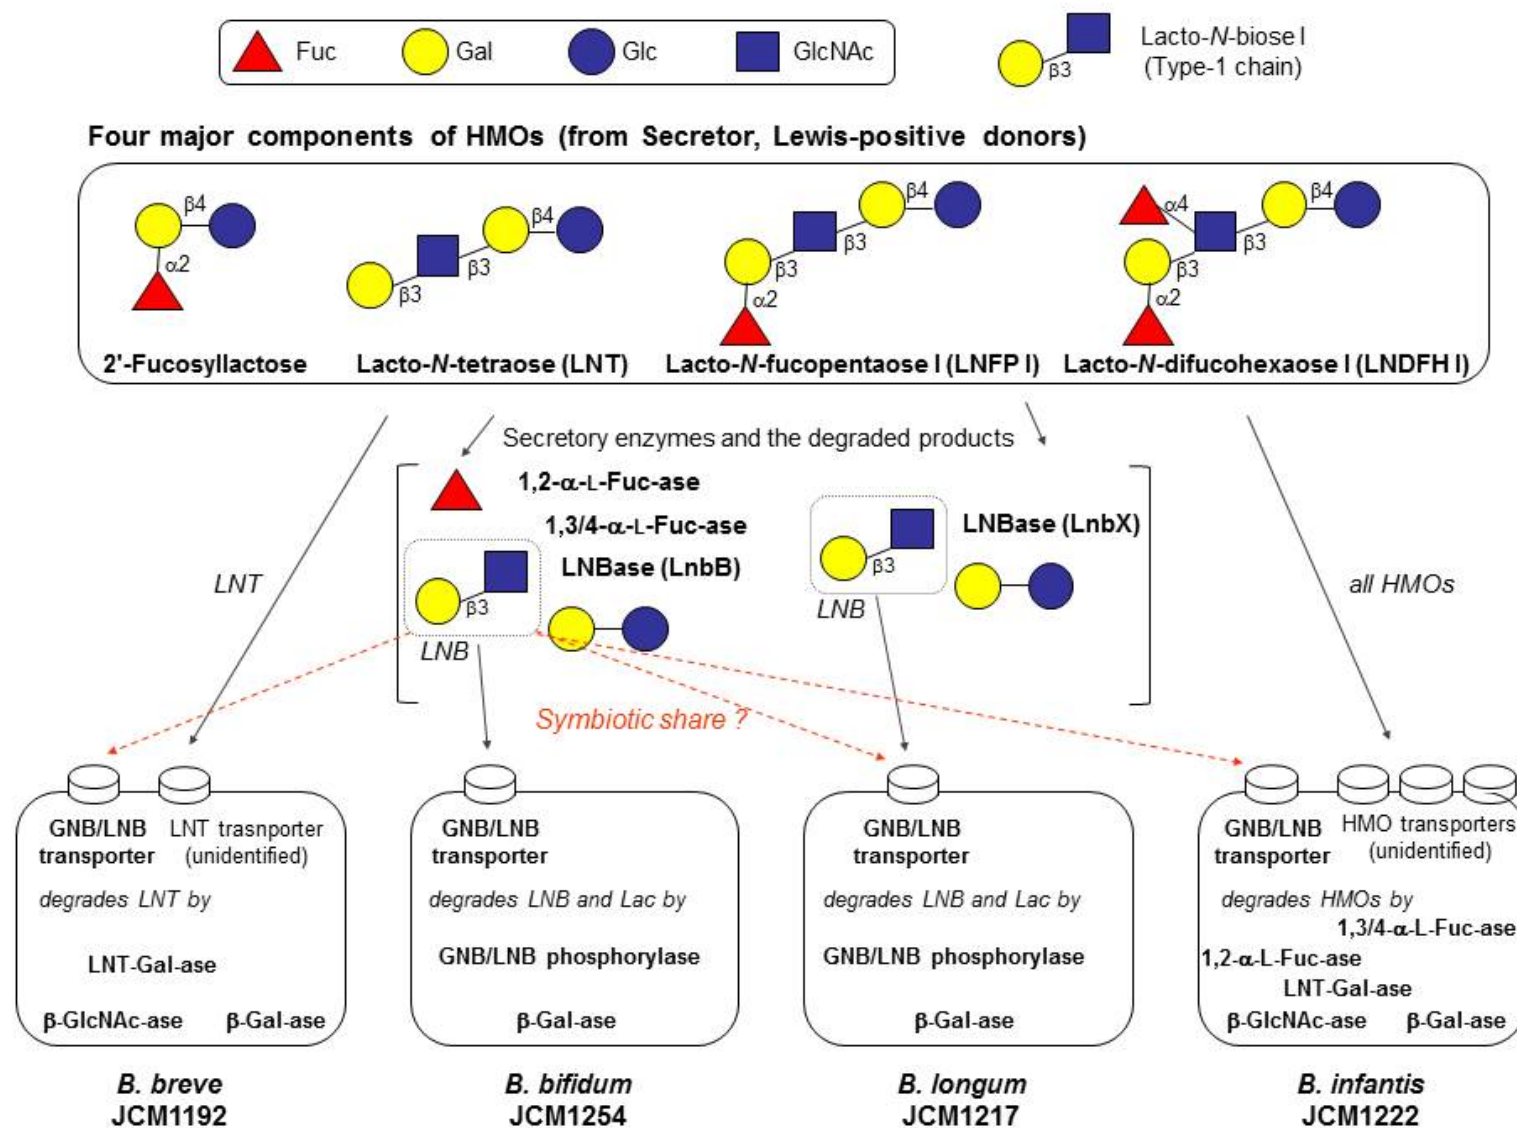 Fuc Gal Glc GlcNAc
Lacto-N-biose I
(Type-1 chain)
β3
Four major components of HMOs (from Secretor, Lewis-positive donors)
β4
α2
2'-Fucosyllactose
β4
β3
β3
Lacto-N-tetraose (LNT)
β4
β3
β3
α2
Lacto-N-fucopentaose I (LNFP I)
β4
α4
β3
β3
α2
Lacto-N-difucohexaose I (LNDFH I)
Secretory enzymes and the degraded products
1,2-α-L-Fuc-ase
1,3/4-α-L-Fuc-ase
LNBase (LnbB)
β3
LNB
LNBase (LnbX)
β3
LNB
LNT
all HMOs
Symbiotic share ?
GNB/LNB
transporter
LNT trasnporter
(unidentified)
degrades LNT by
LNT-Gal-ase
β-GlcNAc-ase β-Gal-ase
B. breve
JCM1192
GNB/LNB
transporter
degrades LNB and Lac by
GNB/LNB phosphorylase
β-Gal-ase
B. bifidum
JCM1254
GNB/LNB
transporter
degrades LNB and Lac by
GNB/LNB phosphorylase
β-Gal-ase
B. longum
JCM1217
GNB/LNB
transporter
HMO transporters
(unidentified)
degrades HMOs by
1,3/4-α-L-Fuc-ase
1,2-α-L-Fuc-ase
LNT-Gal-ase
β-GlcNAc-ase β-Gal-ase
B. infantis
JCM1222